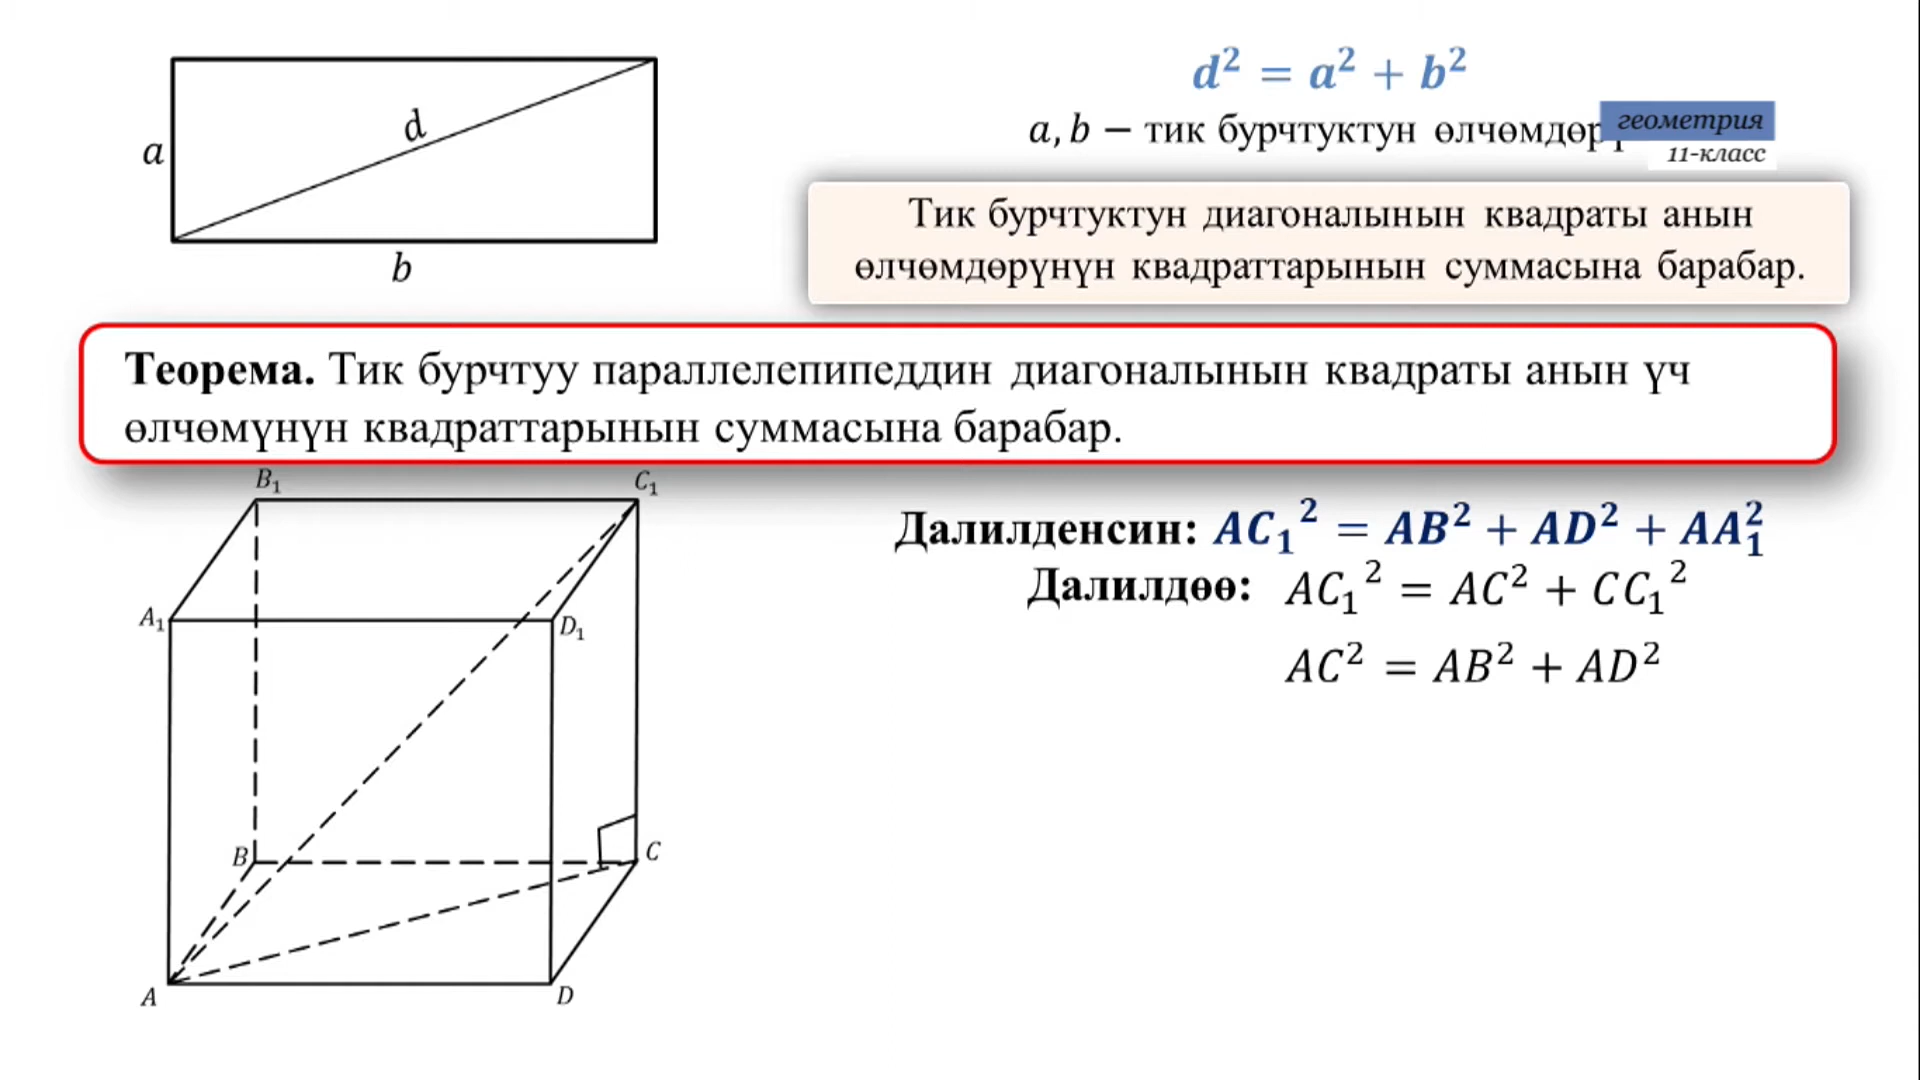 a
d
b
d² = a² + b²
a, b − тик бурчтуктун өлчөмдөр
геометрия
11-класс
Тик бурчтуктун диагоналынын квадраты анын
өлчөмдөрүнүн квадраттарынын суммасына барабар.
Теорема. Тик бурчтуу параллелепипеддин диагоналынын квадраты анын үч
өлчөмүнүн квадраттарынын суммасына барабар.
B₁
C₁
A₁
D₁
B
C
A
D
Далилденсин: AC₁² = AB² + AD² + AA₁²
Далилдөө: AC₁² = AC² + CC₁²
AC² = AB² + AD²